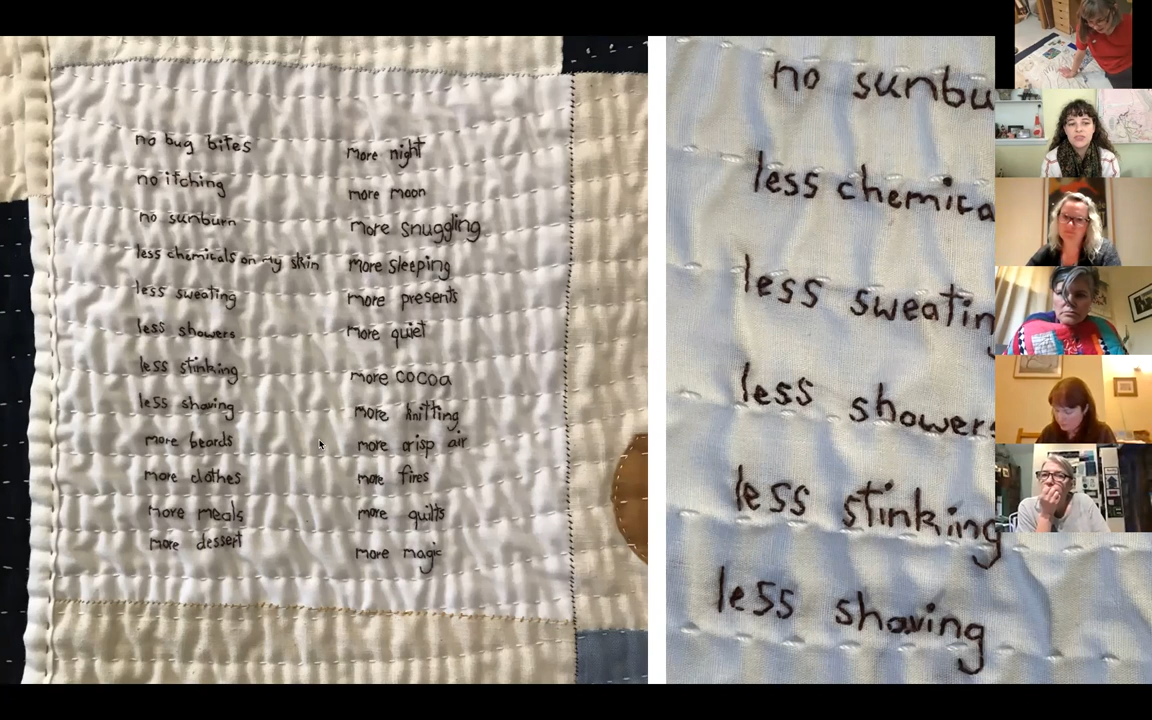 no bug bites
no itching
no sunburn
less chemicals on my skin
less sweating
less showers
less stinking
less shaving
more beards
more clothes
more meals
more dessert
more night
more moon
more snuggling
more sleeping
more presents
more quiet
more cocoa
more knitting
more crisp air
more fires
more quilts
more magic
no sunbu
less chemica
less sweatin
less showers
less stinking
less shaving